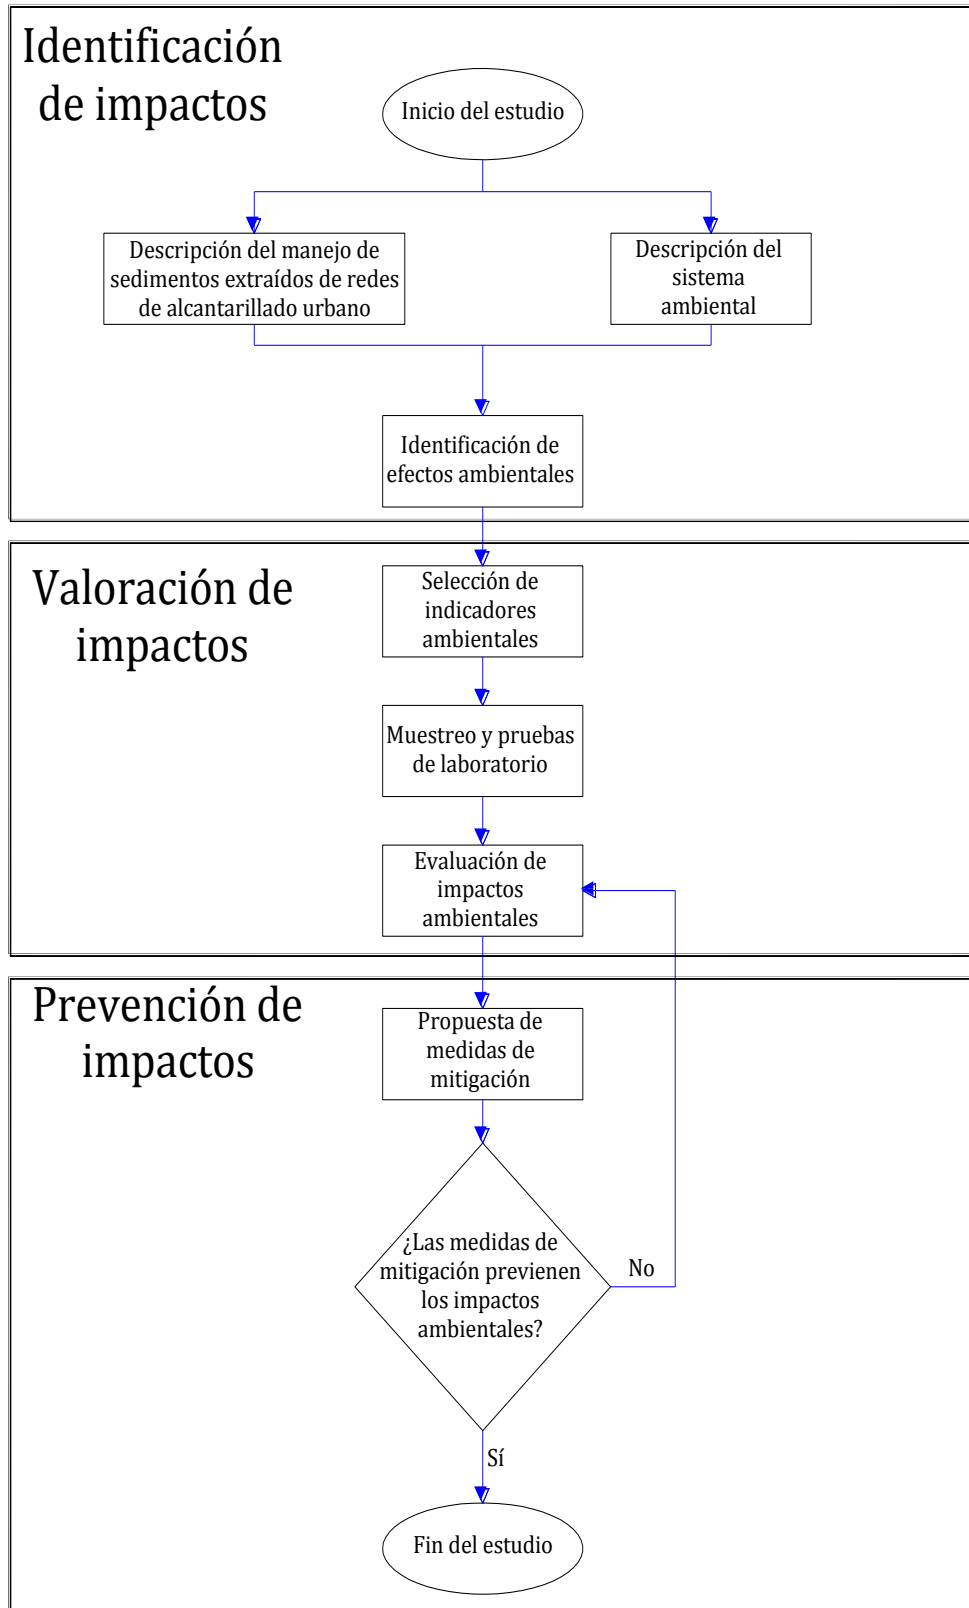 Identificación
de impactos
Inicio del estudio
Descripción del manejo de
sedimentos extraídos de redes
de alcantarillado urbano
Descripción del
sistema
ambiental
Identificación de
efectos ambientales
Valoración de
impactos
Selección de
indicadores
ambientales
Muestreo y pruebas
de laboratorio
Evaluación de
impactos
ambientales
Prevención de
impactos
Propuesta de
medidas de
mitigación
¿Las medidas de
mitigación previenen
los impactos
ambientales?
No
Sí
Fin del estudio